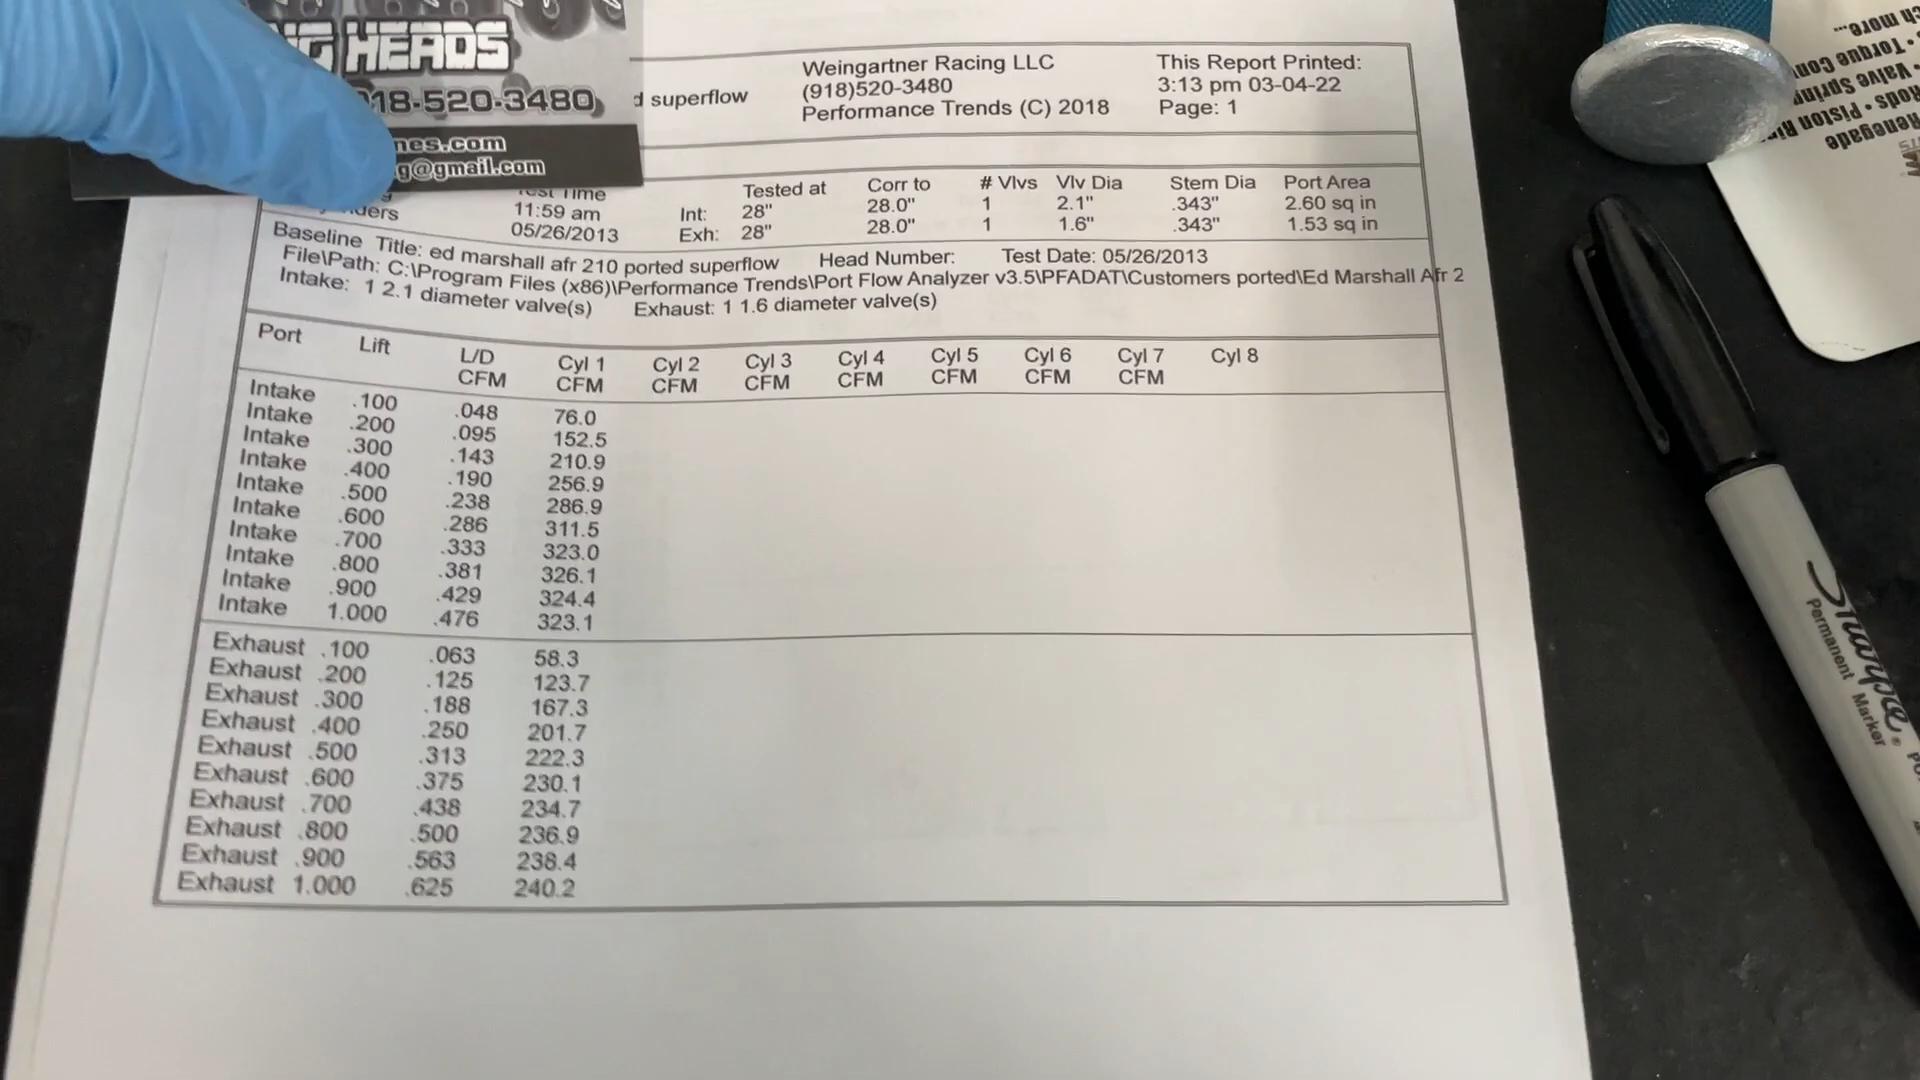 HEADS
18-520-3480
nes.com
g@gmail.com
d superflow
Weingartner Racing LLC
(918)520-3480
Performance Trends (C) 2018
This Report Printed:
3:13 pm 03-04-22
Page: 1
Test Time
11:59 am
05/26/2013
Tested at Corr to # Vlvs Vlv Dia Stem Dia Port Area
Int: 28" 28.0" 1 2.1" .343" 2.60 sq in
Exh: 28" 28.0" 1 1.6" .343" 1.53 sq in
Baseline Title: ed marshall afr 210 ported superflow Head Number: Test Date: 05/26/2013
File\Path: C:\Program Files (x86)\Performance Trends\Port Flow Analyzer v3.5\PFADAT\Customers ported\Ed Marshall Afr 2
Intake: 1 2.1 diameter valve(s) Exhaust: 1 1.6 diameter valve(s)
Port Lift L/D Cyl 1 Cyl 2 Cyl 3 Cyl 4 Cyl 5 Cyl 6 Cyl 7 Cyl 8
CFM CFM CFM CFM CFM CFM CFM CFM
Intake .100 .048 76.0
Intake .200 .095 152.5
Intake .300 .143 210.9
Intake .400 .190 256.9
Intake .500 .238 286.9
Intake .600 .286 311.5
Intake .700 .333 323.0
Intake .800 .381 326.1
Intake .900 .429 324.4
Intake 1.000 .476 323.1
Exhaust .100 .063 58.3
Exhaust .200 .125 123.7
Exhaust .300 .188 167.3
Exhaust .400 .250 201.7
Exhaust .500 .313 222.3
Exhaust .600 .375 230.1
Exhaust .700 .438 234.7
Exhaust .800 .500 236.9
Exhaust .900 .563 238.4
Exhaust 1.000 .625 240.2
Sharpie
Permanent Marker
ch more...
Torque Con
Valve Spring
Rods • Piston Rin
Renegade